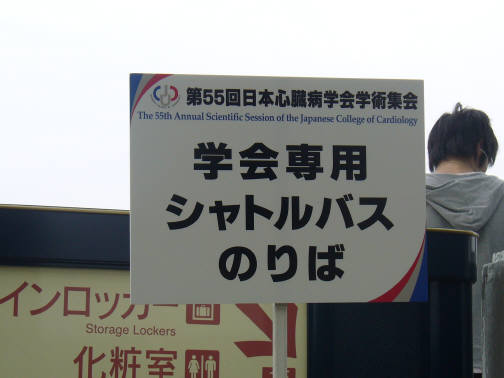 第55回日本心臓病学会学術集会
The 55th Annual Scientific Session of the Japanese College of Cardiology
学会専用
シャトルバス
のりば
インロッカー
Storage Lockers
化粧室